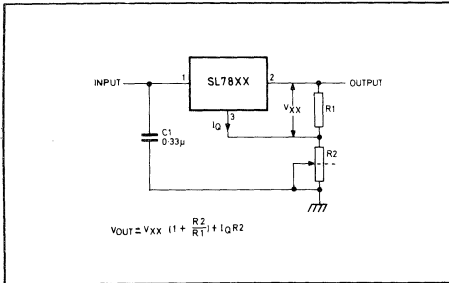 INPUT
1
SL78XX
2
OUTPUT
3
IQ
VXX
R1
C1
0·33µ
R2
VOUT = VXX (1 + R2/R1) + IQ R2